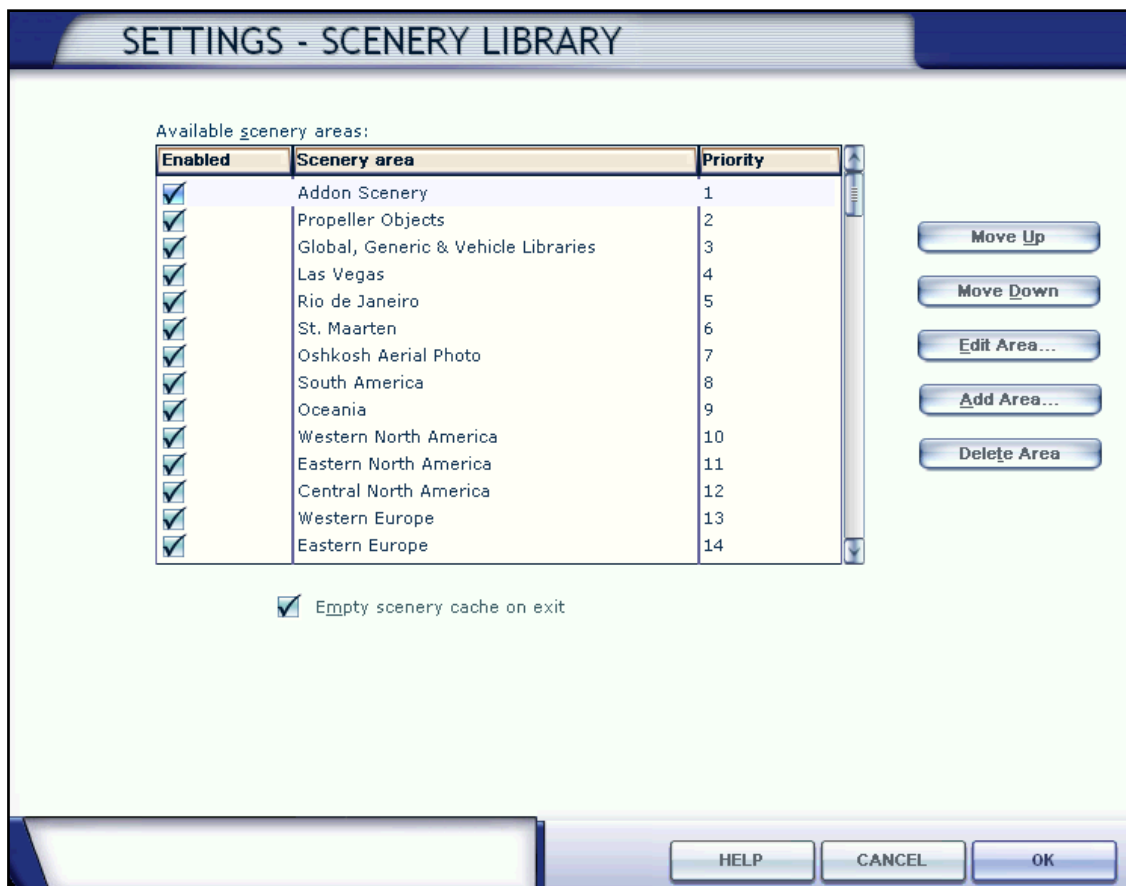 SETTINGS - SCENERY LIBRARY
Available scenery areas:
Enabled Scenery area Priority
Addon Scenery 1
Propeller Objects 2
Global, Generic & Vehicle Libraries 3
Las Vegas 4
Rio de Janeiro 5
St. Maarten 6
Oshkosh Aerial Photo 7
South America 8
Oceania 9
Western North America 10
Eastern North America 11
Central North America 12
Western Europe 13
Eastern Europe 14
Move Up
Move Down
Edit Area...
Add Area...
Delete Area
Empty scenery cache on exit
HELP CANCEL OK